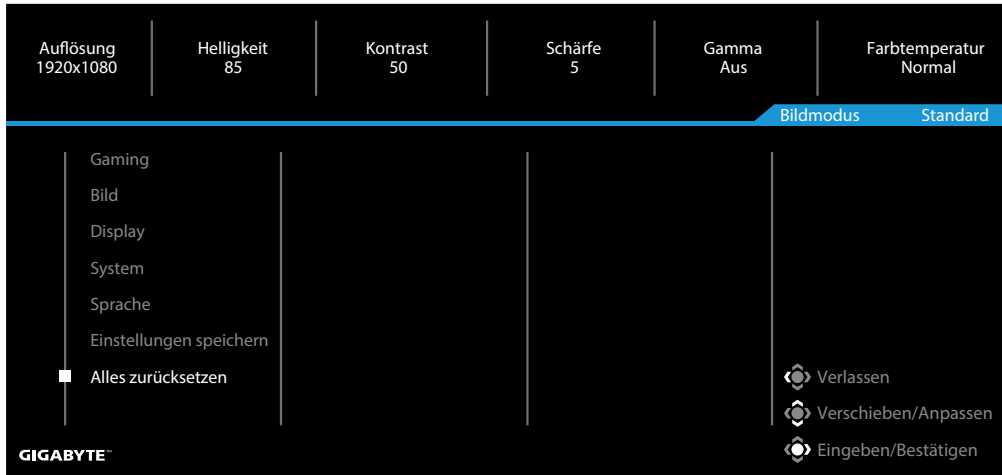 Auflösung
1920x1080
Helligkeit
85
Kontrast
50
Schärfe
5
Gamma
Aus
Farbtemperatur
Normal
Bildmodus Standard
Gaming
Bild
Display
System
Sprache
Einstellungen speichern
Alles zurücksetzen
Verlassen
Verschieben/Anpassen
Eingeben/Bestätigen
GIGABYTE™